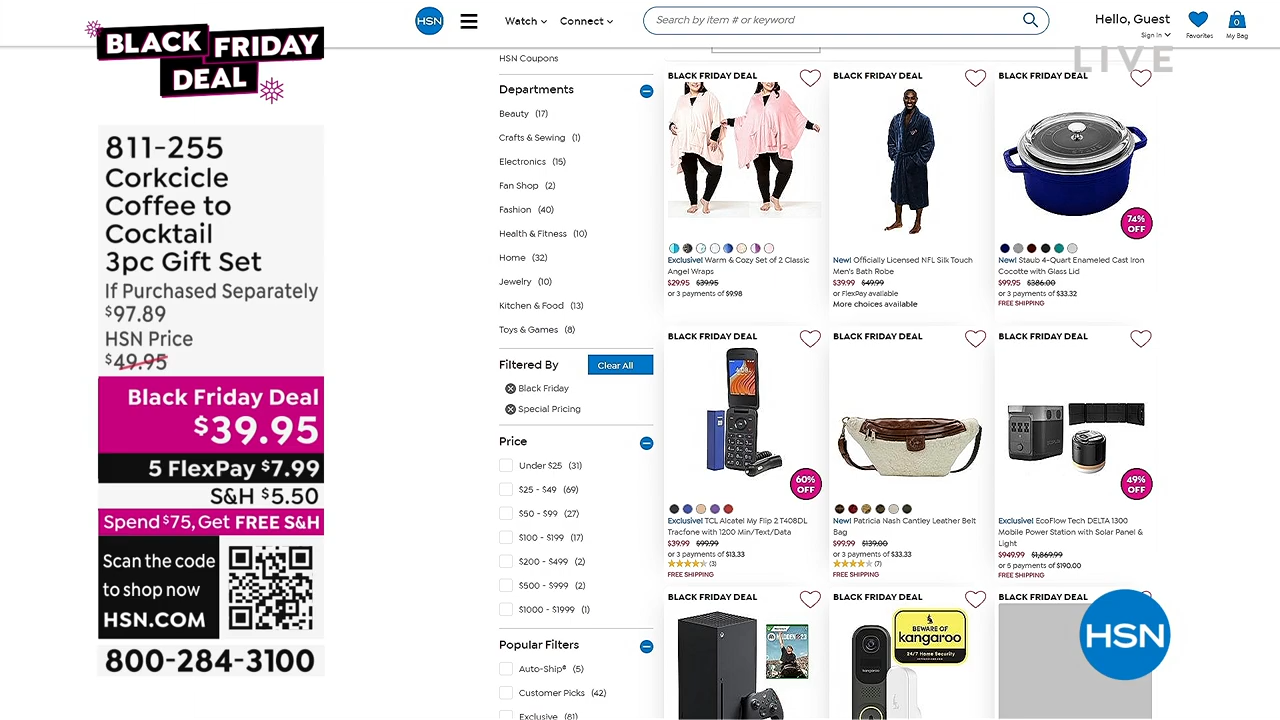 BLACK FRIDAY
DEAL
811-255
Corkcicle
Coffee to
Cocktail
3pc Gift Set
If Purchased Separately
$97.89
HSN Price
$49.95
Black Friday Deal
$39.95
5 FlexPay $7.99
S&H $5.50
Spend $75, Get FREE S&H
Scan the code
to shop now
HSN.COM
800-284-3100
HSN
Watch
Connect
Search by item # or keyword
Hello, Guest
Sign In
Favorites
0
My Bag
LIVE
HSN Coupons
Departments
Beauty (17)
Crafts & Sewing (1)
Electronics (15)
Fan Shop (2)
Fashion (40)
Health & Fitness (10)
Home (32)
Jewelry (10)
Kitchen & Food (13)
Toys & Games (8)
Filtered By
Clear All
Black Friday
Special Pricing
Price
Under $25 (31)
$25 - $49 (69)
$50 - $99 (27)
$100 - $199 (17)
$200 - $499 (2)
$500 - $999 (2)
$1000 - $1999 (1)
Popular Filters
Auto-Ship® (5)
Customer Picks (42)
Exclusive (81)
BLACK FRIDAY DEAL
Exclusive! Warm & Cozy Set of 2 Classic
Angel Wraps
$29.95 $39.95
or 3 payments of $9.98
BLACK FRIDAY DEAL
New! Officially Licensed NFL Silk Touch
Men's Bath Robe
$39.99 $49.99
or FlexPay available
More choices available
BLACK FRIDAY DEAL
74%
OFF
New! Staub 4-Quart Enameled Cast Iron
Cocotte with Glass Lid
$99.95 $386.00
or 3 payments of $33.32
FREE SHIPPING
BLACK FRIDAY DEAL
60%
OFF
Exclusive! TCL Alcatel My Flip 2 T408DL
Tracfone with 1200 Min/Text/Data
$39.99 $99.99
or 3 payments of $13.33
(3)
FREE SHIPPING
BLACK FRIDAY DEAL
New! Patricia Nash Cantley Leather Belt
Bag
$99.99 $139.00
or 3 payments of $33.33
(7)
FREE SHIPPING
BLACK FRIDAY DEAL
49%
OFF
Exclusive! EcoFlow Tech DELTA 1300
Mobile Power Station with Solar Panel &
Light
$949.99 $1,869.99
or 5 payments of $190.00
FREE SHIPPING
BLACK FRIDAY DEAL
BLACK FRIDAY DEAL
BEWARE OF
kangaroo
24/7 Home Security
kangaroo
BLACK FRIDAY DEAL
HSN